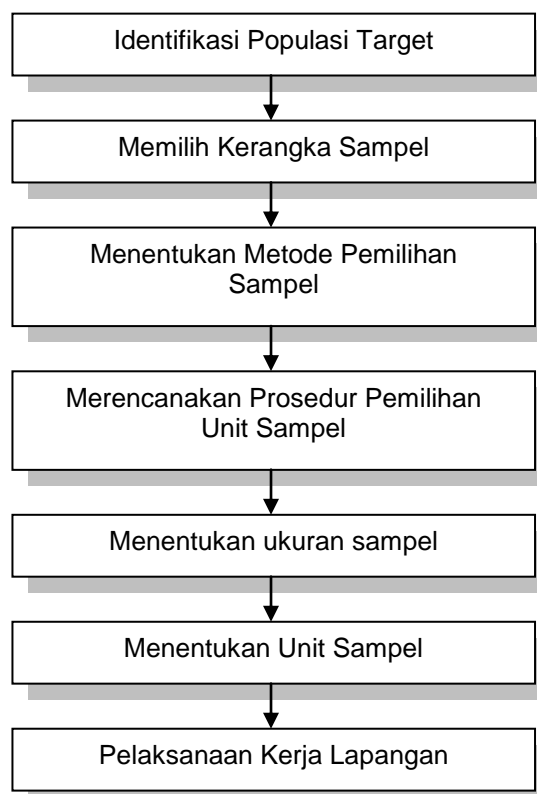 Identifikasi Populasi Target
Memilih Kerangka Sampel
Menentukan Metode Pemilihan
Sampel
Merencanakan Prosedur Pemilihan
Unit Sampel
Menentukan ukuran sampel
Menentukan Unit Sampel
Pelaksanaan Kerja Lapangan